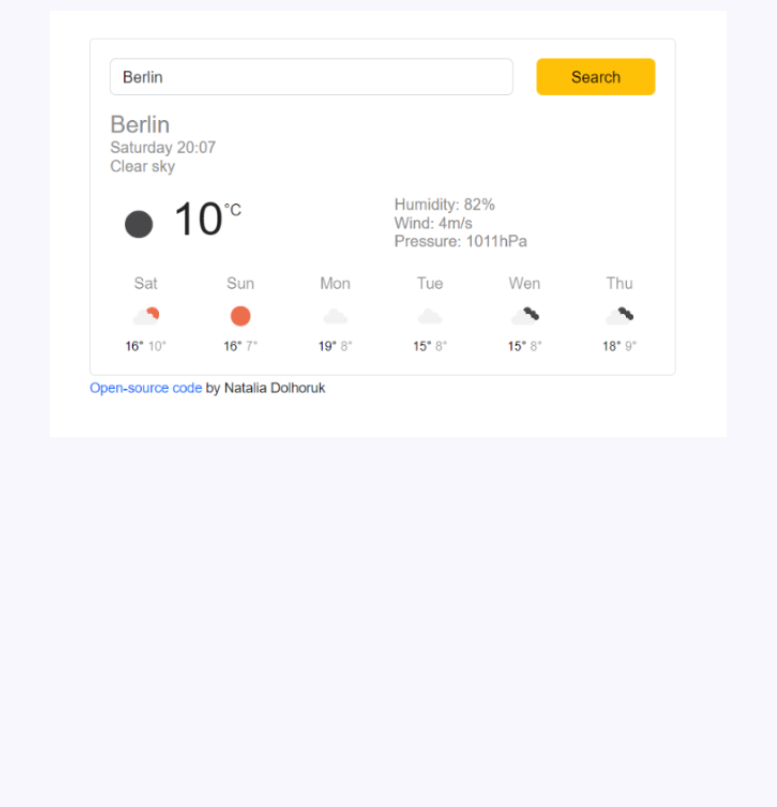 Berlin
Search
Berlin
Saturday 20:07
Clear sky
10°C
Humidity: 82%
Wind: 4m/s
Pressure: 1011hPa
Sat Sun Mon Tue Wen Thu
16° 10° 16° 7° 19° 8° 15° 8° 15° 8° 18° 9°
Open-source code by Natalia Dolhoruk